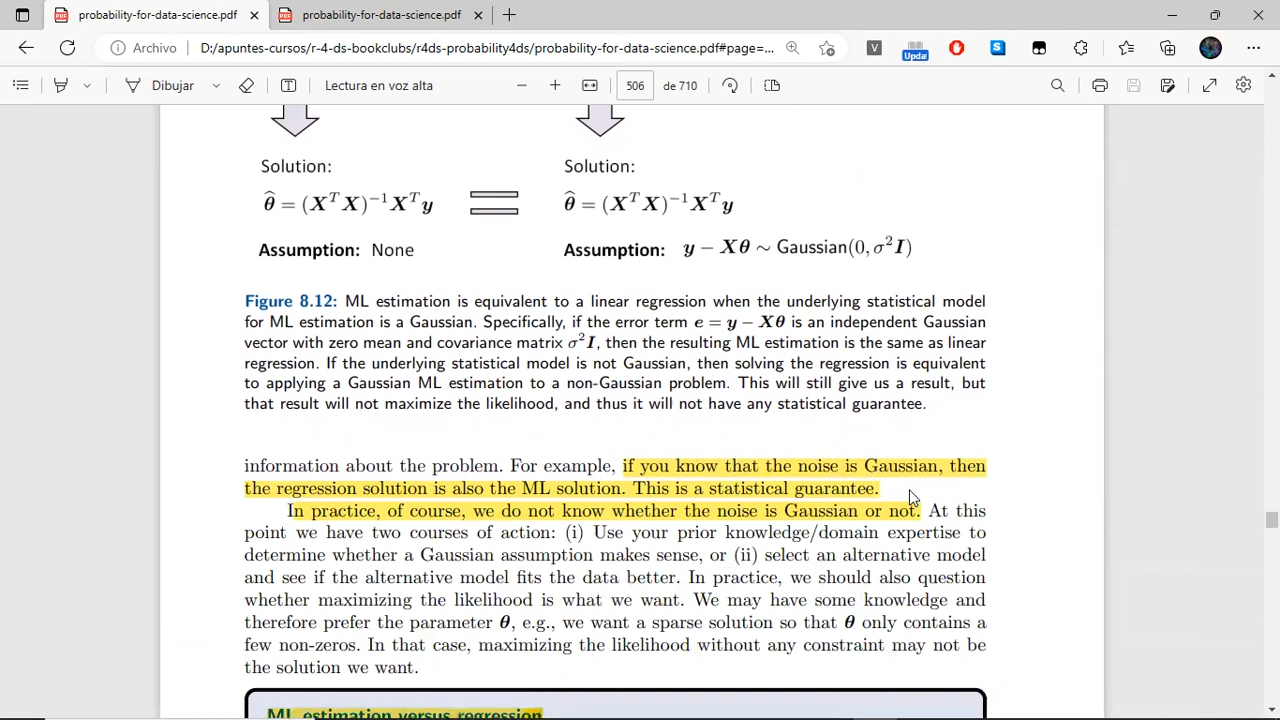 probability-for-data-science.pdf
probability-for-data-science.pdf
Archivo
D:/apuntes-cursos/r-4-ds-bookclubs/r4ds-probability4ds/probability-for-data-science.pdf#page=...
V
Upda
S
Dibujar
Lectura en voz alta
506
de 710
Solution:
Solution:
θ̂ = (XᵀX)⁻¹Xᵀy
θ̂ = (XᵀX)⁻¹Xᵀy
Assumption: None
Assumption: y − Xθ ∼ Gaussian(0, σ²I)
Figure 8.12: ML estimation is equivalent to a linear regression when the underlying statistical model
for ML estimation is a Gaussian. Specifically, if the error term e = y − Xθ is an independent Gaussian
vector with zero mean and covariance matrix σ²I, then the resulting ML estimation is the same as linear
regression. If the underlying statistical model is not Gaussian, then solving the regression is equivalent
to applying a Gaussian ML estimation to a non-Gaussian problem. This will still give us a result, but
that result will not maximize the likelihood, and thus it will not have any statistical guarantee.
information about the problem. For example, if you know that the noise is Gaussian, then
the regression solution is also the ML solution. This is a statistical guarantee.
In practice, of course, we do not know whether the noise is Gaussian or not. At this
point we have two courses of action: (i) Use your prior knowledge/domain expertise to
determine whether a Gaussian assumption makes sense, or (ii) select an alternative model
and see if the alternative model fits the data better. In practice, we should also question
whether maximizing the likelihood is what we want. We may have some knowledge and
therefore prefer the parameter θ, e.g., we want a sparse solution so that θ only contains a
few non-zeros. In that case, maximizing the likelihood without any constraint may not be
the solution we want.
ML estimation versus regression